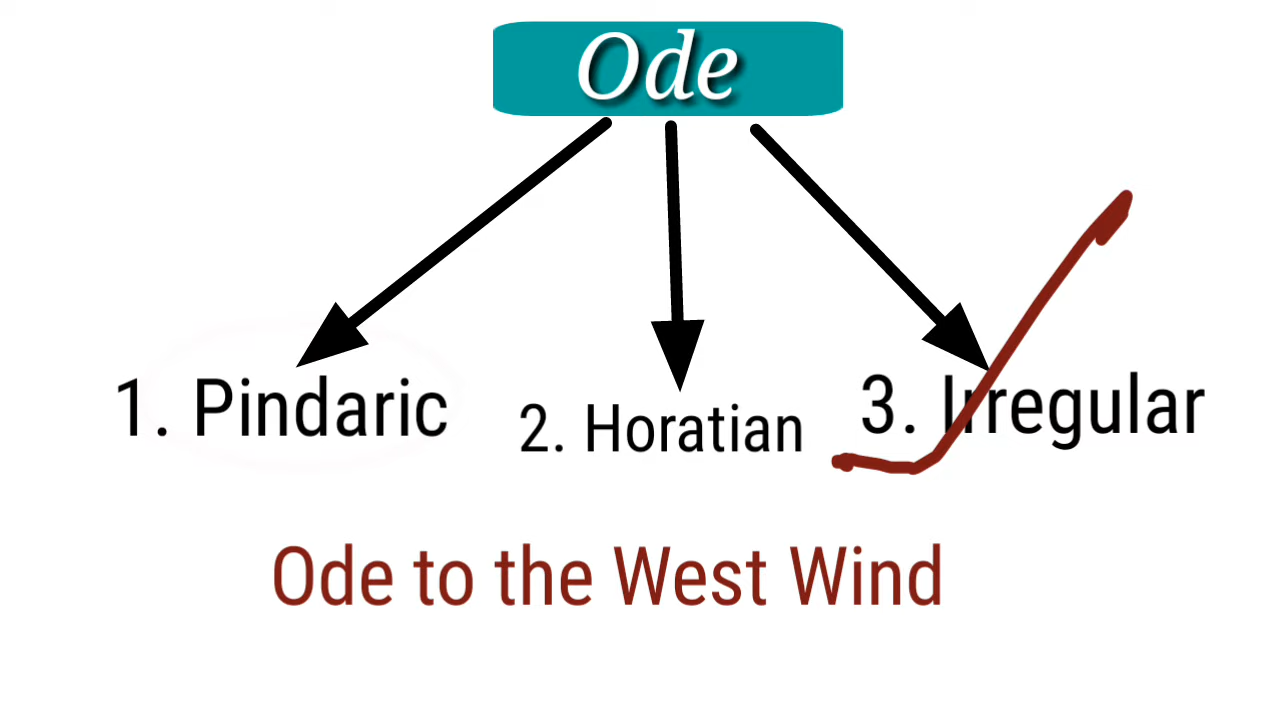 Ode
1. Pindaric
2. Horatian
3. Irregular
Ode to the West Wind